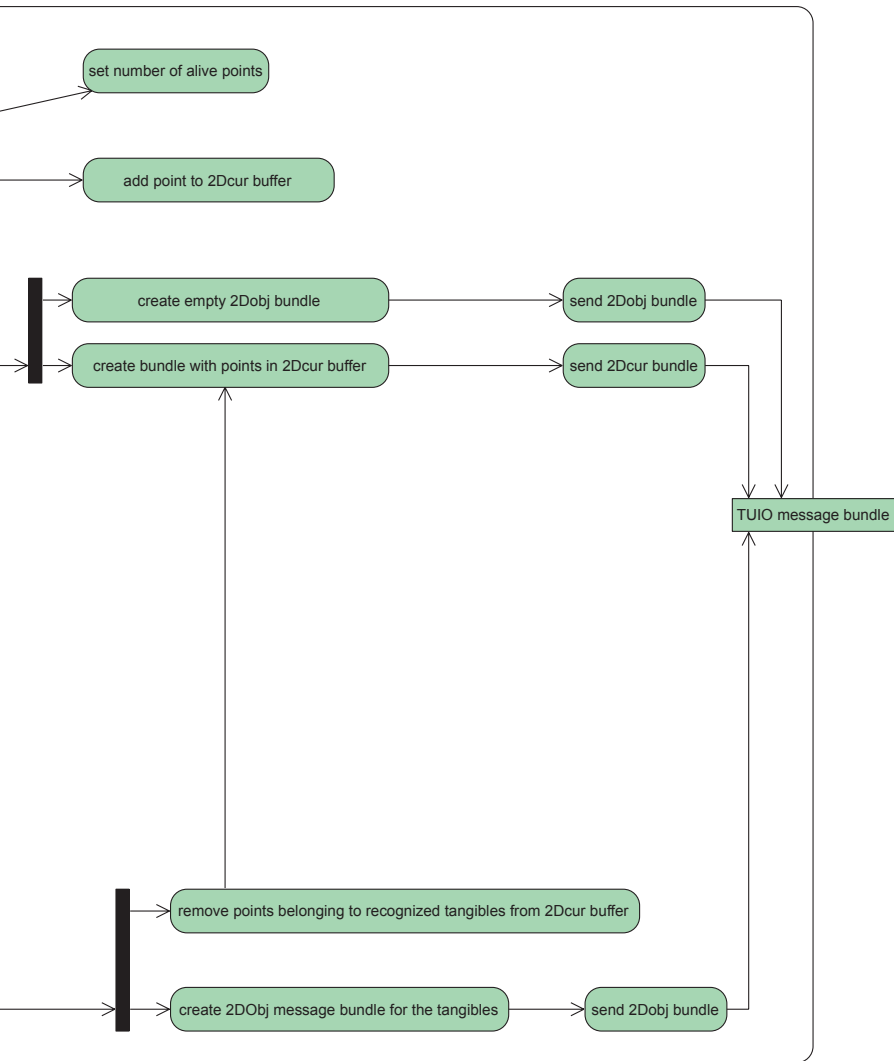 set number of alive points
add point to 2Dcur buffer
create empty 2Dobj bundle
send 2Dobj bundle
create bundle with points in 2Dcur buffer
send 2Dcur bundle
TUIO message bundle
remove points belonging to recognized tangibles from 2Dcur buffer
create 2DObj message bundle for the tangibles
send 2Dobj bundle